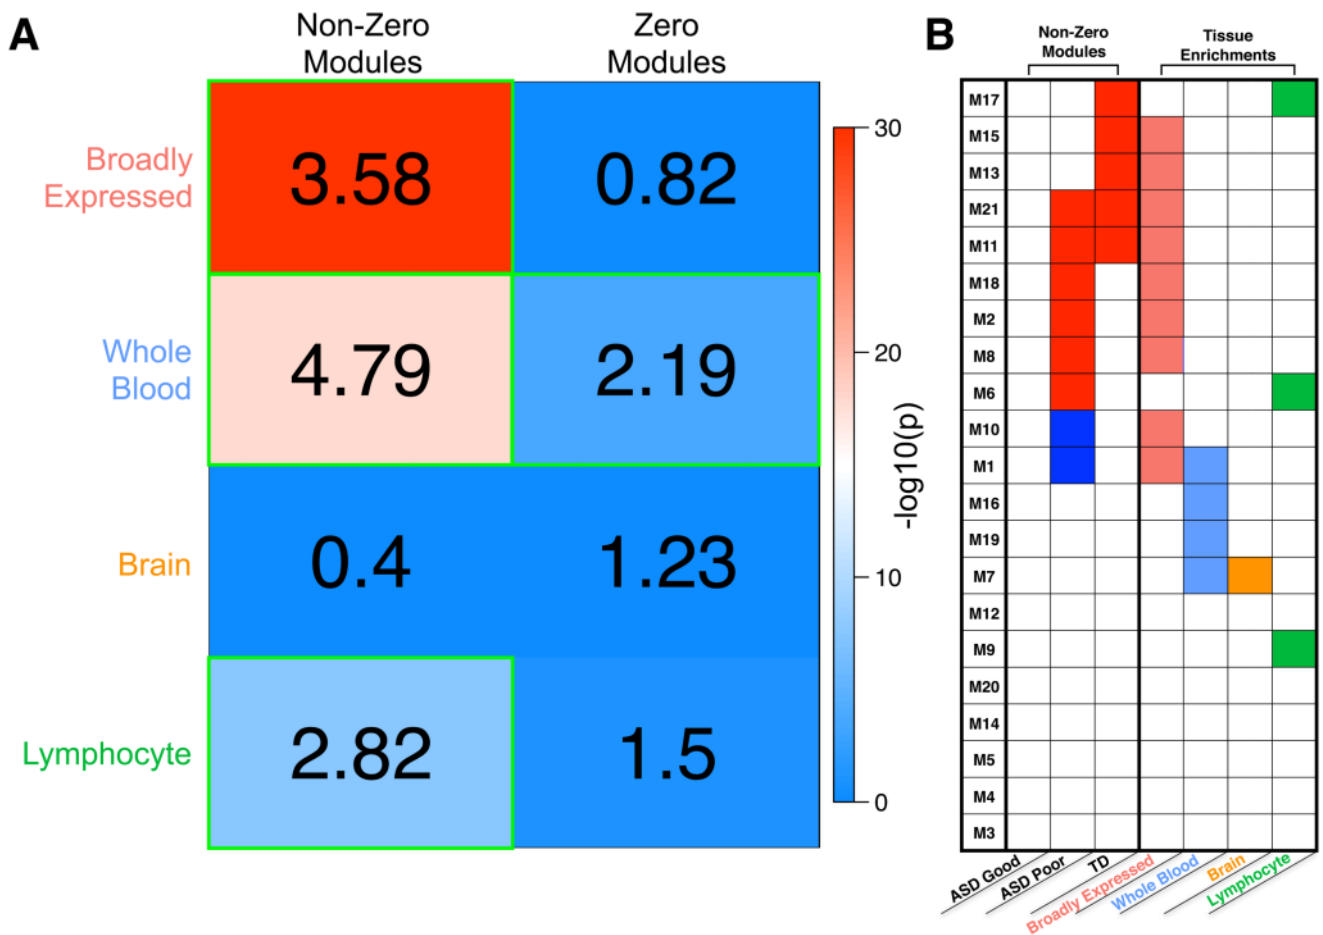 A
Non-Zero
Modules
Zero
Modules
Broadly
Expressed
3.58
0.82
Whole
Blood
4.79
2.19
Brain
0.4
1.23
Lymphocyte
2.82
1.5
30
20
10
0
-log10(p)
B
Non-Zero
Modules
Tissue
Enrichments
M17
M15
M13
M21
M11
M18
M2
M8
M6
M10
M1
M16
M19
M7
M12
M9
M20
M14
M5
M4
M3
ASD Good
ASD Poor
TD
Broadly Expressed
Whole Blood
Brain
Lymphocyte